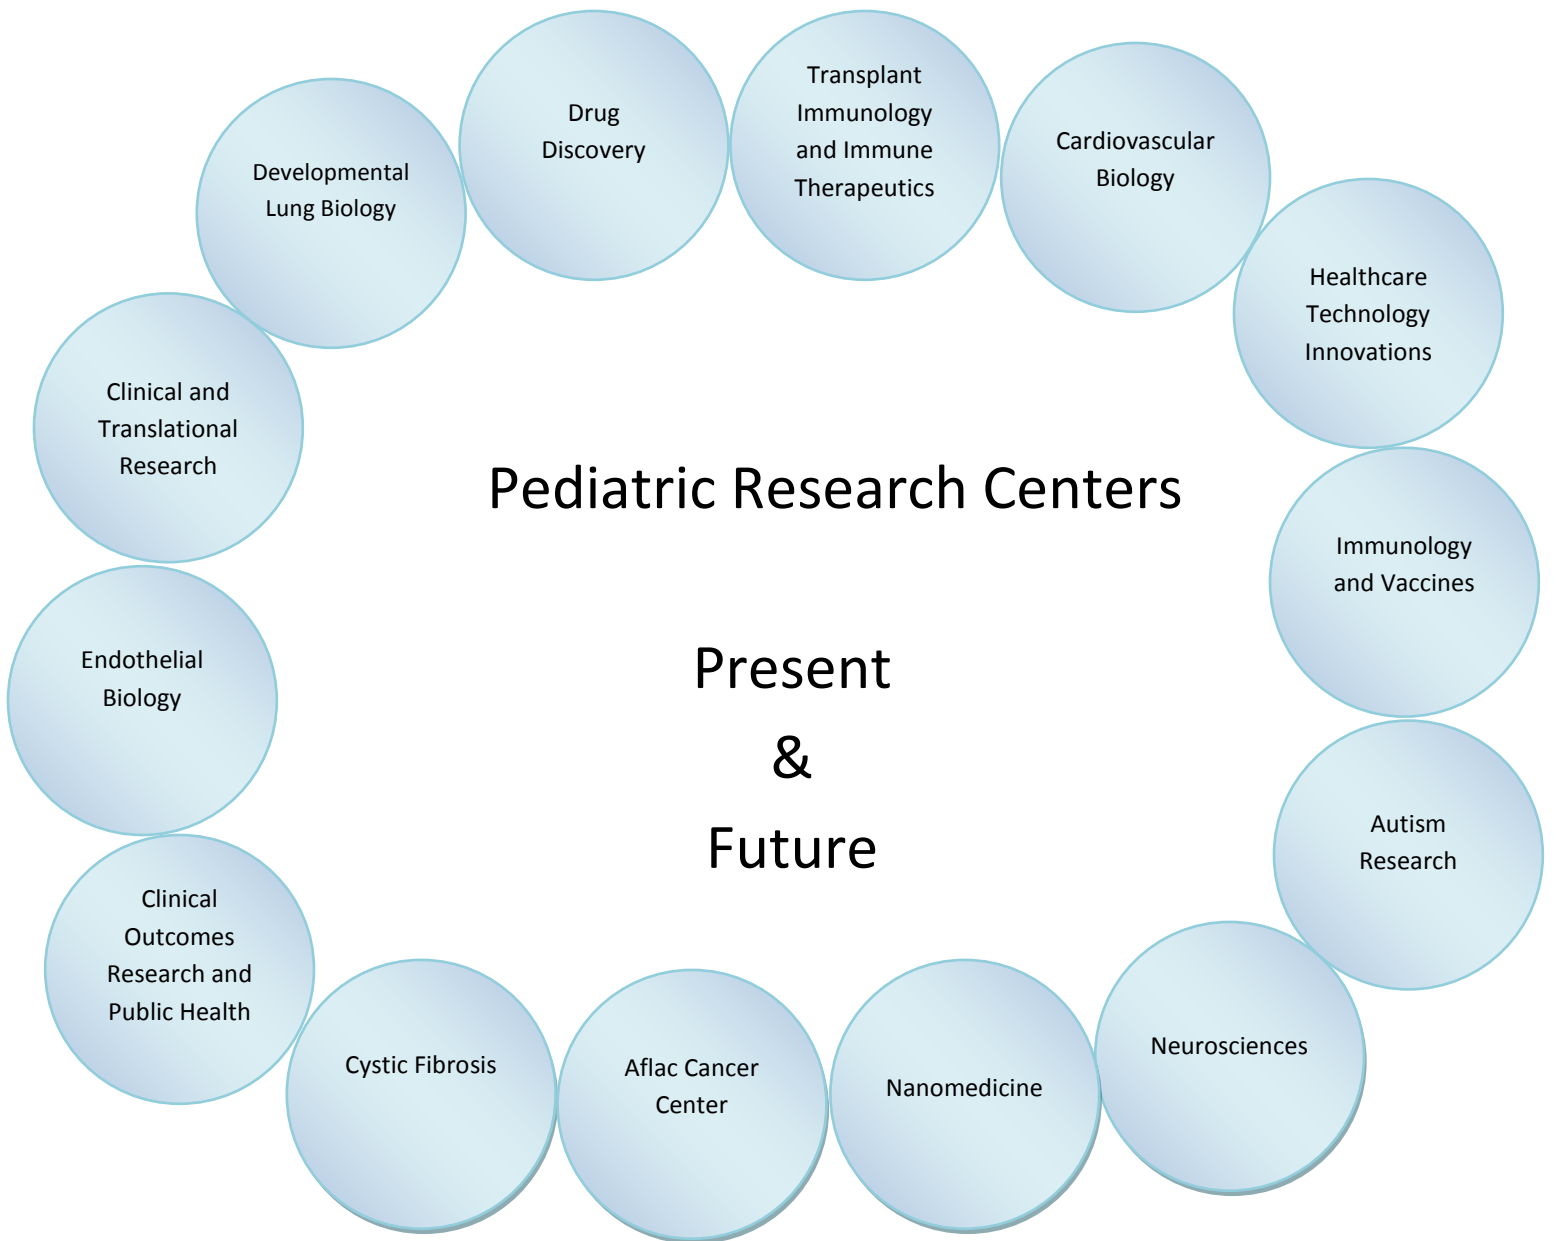 Drug
Discovery
Transplant
Immunology
and Immune
Therapeutics
Cardiovascular
Biology
Developmental
Lung Biology
Healthcare
Technology
Innovations
Clinical and
Translational
Research
Pediatric Research Centers
Present
&
Future
Immunology
and Vaccines
Endothelial
Biology
Autism
Research
Clinical
Outcomes
Research and
Public Health
Cystic Fibrosis
Aflac Cancer
Center
Nanomedicine
Neurosciences